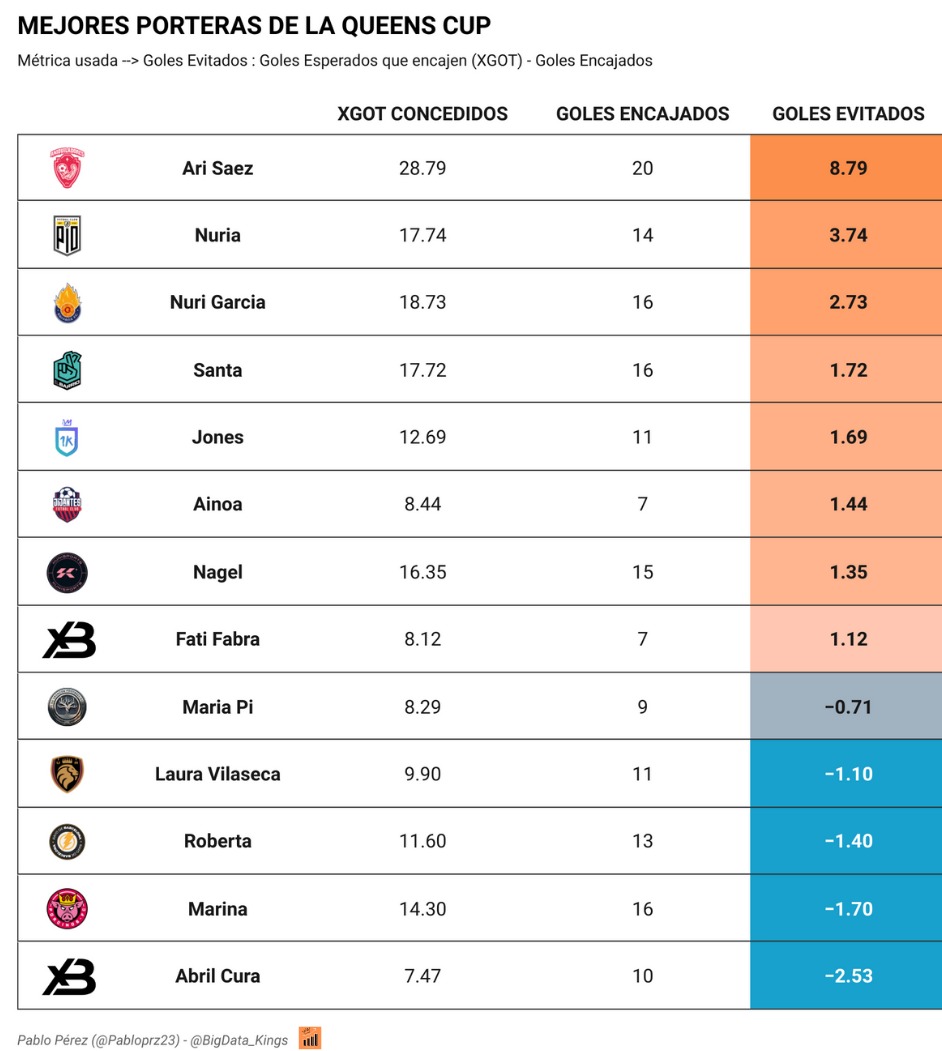 MEJORES PORTERAS DE LA QUEENS CUP
Métrica usada --> Goles Evitados : Goles Esperados que encajen (XGOT) - Goles Encajados
XGOT CONCEDIDOS GOLES ENCAJADOS GOLES EVITADOS
Ari Saez 28.79 20 8.79
PIO Nuria 17.74 14 3.74
Nuri Garcia 18.73 16 2.73
Santa 17.72 16 1.72
1K Jones 12.69 11 1.69
Ainoa 8.44 7 1.44
Nagel 16.35 15 1.35
XB Fati Fabra 8.12 7 1.12
Maria Pi 8.29 9 −0.71
Laura Vilaseca 9.90 11 −1.10
Roberta 11.60 13 −1.40
Marina 14.30 16 −1.70
XB Abril Cura 7.47 10 −2.53
Pablo Pérez (@Pabloprz23) - @BigData_Kings